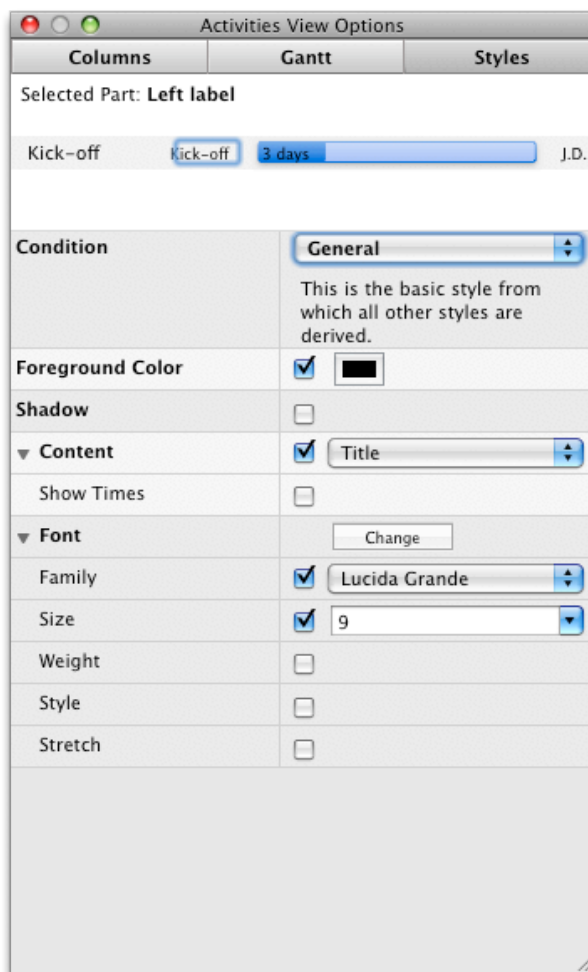 Activities View Options
Columns Gantt Styles
Selected Part: Left label
Kick-off Kick-off 3 days J.D.
Condition General
This is the basic style from
which all other styles are
derived.
Foreground Color
Shadow
Content Title
Show Times
Font Change
Family Lucida Grande
Size 9
Weight
Style
Stretch